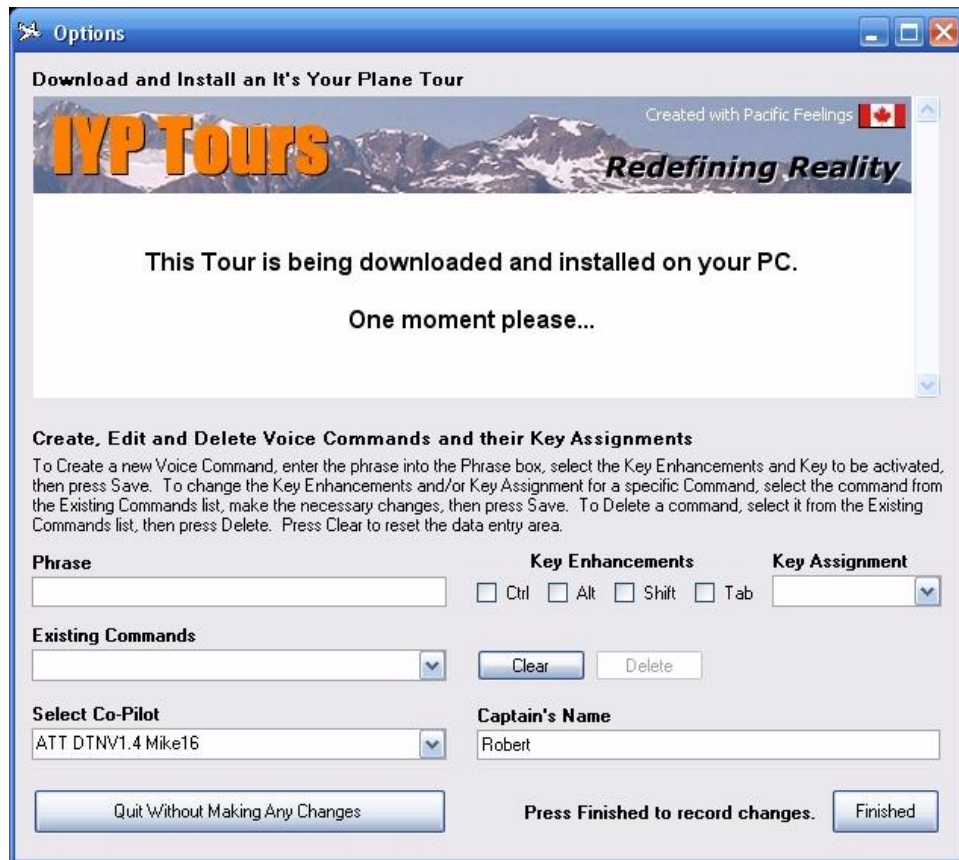 Options
Download and Install an It's Your Plane Tour
IYP Tours
Created with Pacific Feelings
Redefining Reality
This Tour is being downloaded and installed on your PC.
One moment please...
Create, Edit and Delete Voice Commands and their Key Assignments
To Create a new Voice Command, enter the phrase into the Phrase box, select the Key Enhancements and Key to be activated,
then press Save. To change the Key Enhancements and/or Key Assignment for a specific Command, select the command from
the Existing Commands list, make the necessary changes, then press Save. To Delete a command, select it from the Existing
Commands list, then press Delete. Press Clear to reset the data entry area.
Phrase
Key Enhancements
Key Assignment
Ctrl Alt Shift Tab
Existing Commands
Clear Delete
Select Co-Pilot
Captain's Name
ATT DTNV1.4 Mike16
Robert
Quit Without Making Any Changes
Press Finished to record changes.
Finished